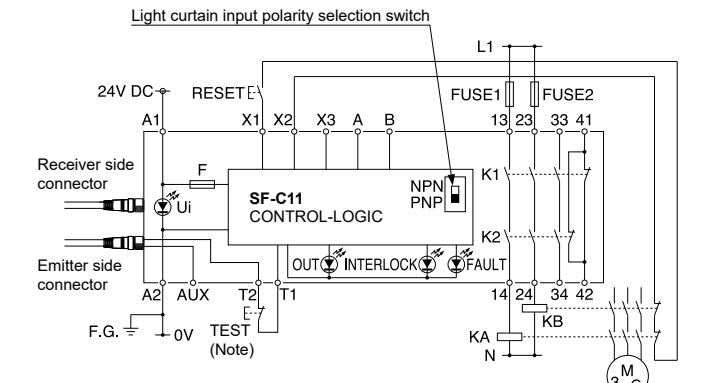 Light curtain input polarity selection switch
L1
24V DC
RESET
FUSE1
FUSE2
A1
X1
X2
X3
A
B
13
23
33
41
Receiver side
connector
F
SF-C11
CONTROL-LOGIC
NPN
PNP
K1
Ui
K2
Emitter side
connector
OUT
INTERLOCK
FAULT
A2
AUX
T2
T1
14
24
34
42
F.G.
0V
TEST
(Note)
KB
KA
N
M
3